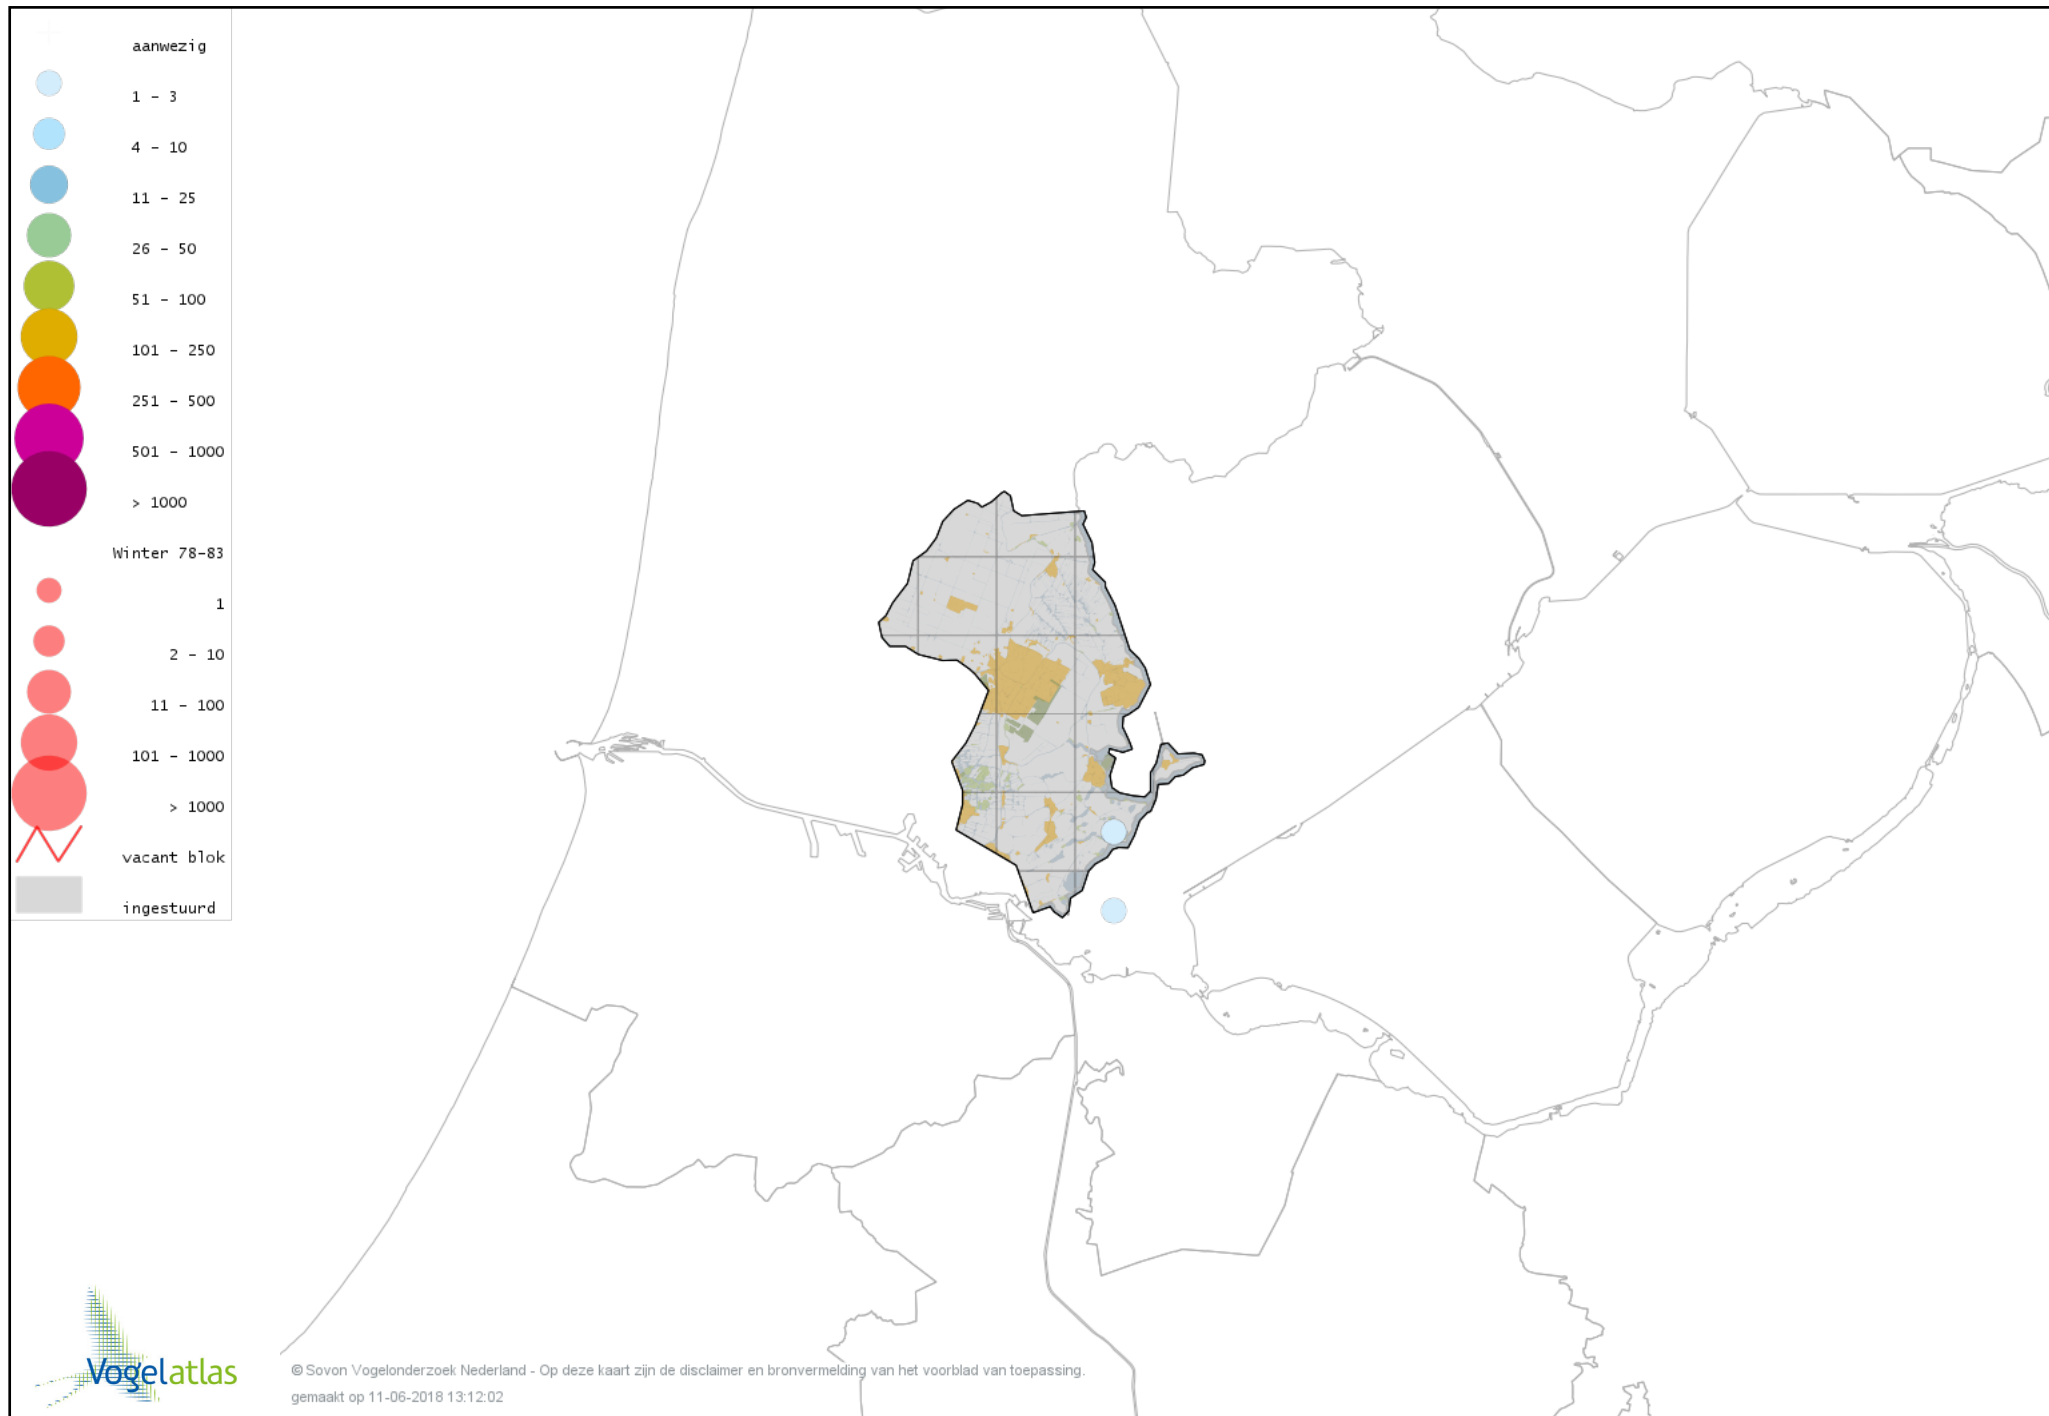 aanwezig
1 - 3
4 - 10
11 - 25
26 - 50
51 - 100
101 - 250
251 - 500
501 - 1000
> 1000
Winter 78-83
1
2 - 10
11 - 100
101 - 1000
> 1000
vacant blok
ingestuurd
Vogelatlas
© Sovon Vogelonderzoek Nederland - Op deze kaart zijn de disclaimer en bronvermelding van het voorblad van toepassing.
gemaakt op 11-06-2018 13:12:02